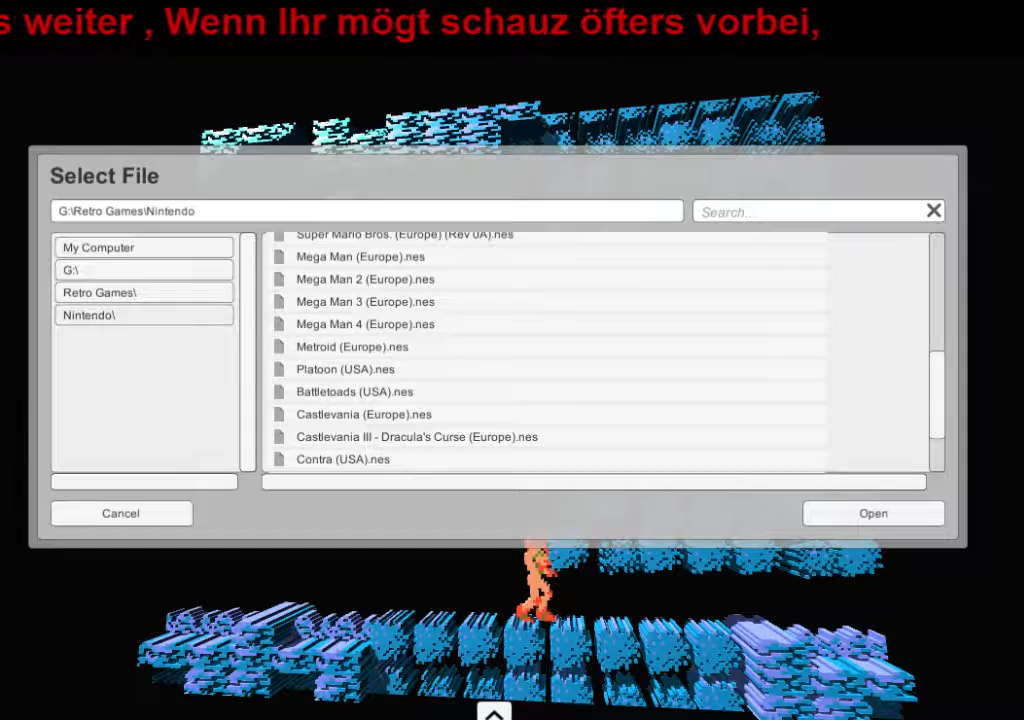 s weiter , Wenn Ihr mögt schauz öfters vorbei,
Select File
G:\Retro Games\Nintendo
Search...
My Computer
G:\
Retro Games\
Nintendo\
Super Mario Bros. (Europe) (Rev 0A).nes
Mega Man (Europe).nes
Mega Man 2 (Europe).nes
Mega Man 3 (Europe).nes
Mega Man 4 (Europe).nes
Metroid (Europe).nes
Platoon (USA).nes
Battletoads (USA).nes
Castlevania (Europe).nes
Castlevania III - Dracula's Curse (Europe).nes
Contra (USA).nes
Cancel
Open